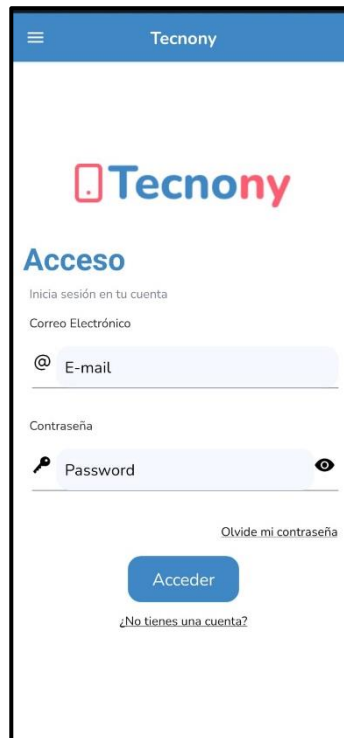 Tecnony
Tecnony
Acceso
Inicia sesión en tu cuenta
Correo Electrónico
@ E-mail
Contraseña
Password
Olvide mi contraseña
Acceder
¿No tienes una cuenta?